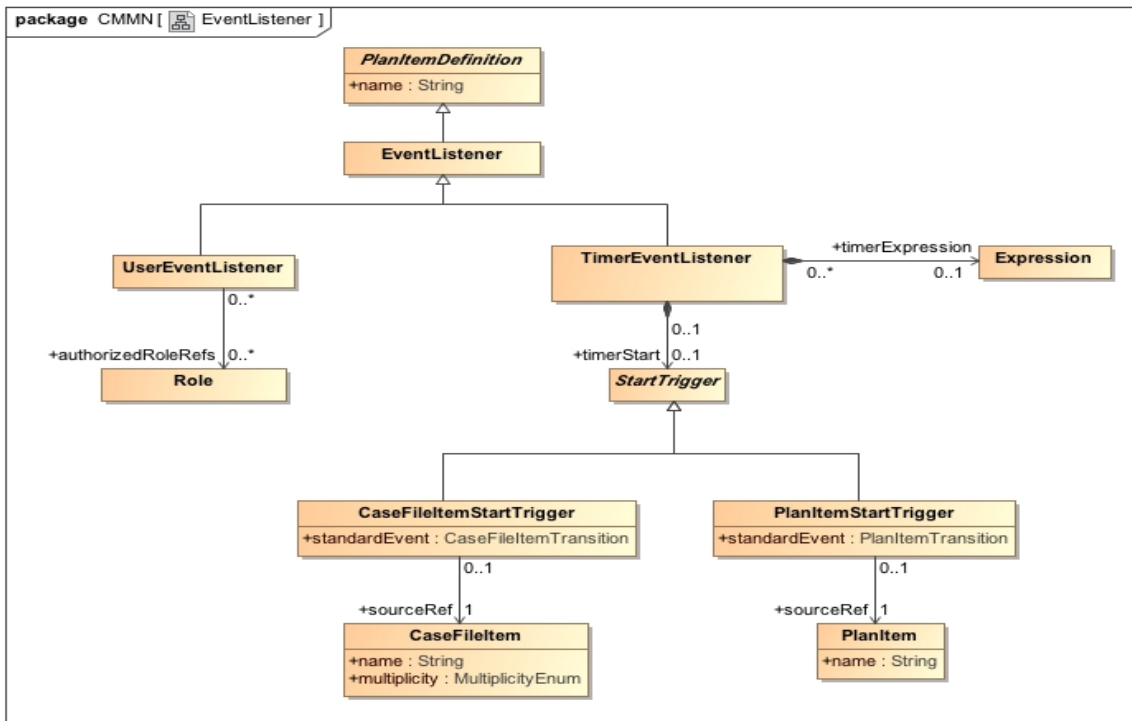 package CMMN [ EventListener ]
PlanItemDefinition
+name : String
EventListener
UserEventListener
TimerEventListener
+timerExpression
0..*
0..1
Expression
0..*
+authorizedRoleRefs
0..*
Role
0..1
+timerStart
0..1
StartTrigger
CaseFileItemStartTrigger
+standardEvent : CaseFileItemTransition
PlanItemStartTrigger
+standardEvent : PlanItemTransition
0..1
+sourceRef
1
0..1
+sourceRef
1
CaseFileItem
+name : String
+multiplicity : MultiplicityEnum
PlanItem
+name : String